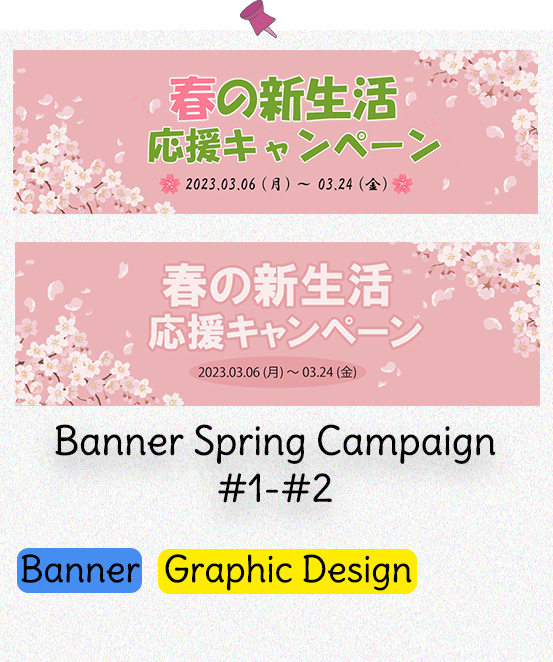 春の新生活
応援キャンペーン
2023.03.06 (月) ～ 03.24 (金)
春の新生活
応援キャンペーン
2023.03.06 (月) ～ 03.24 (金)
Banner Spring Campaign
#1-#2
Banner Graphic Design